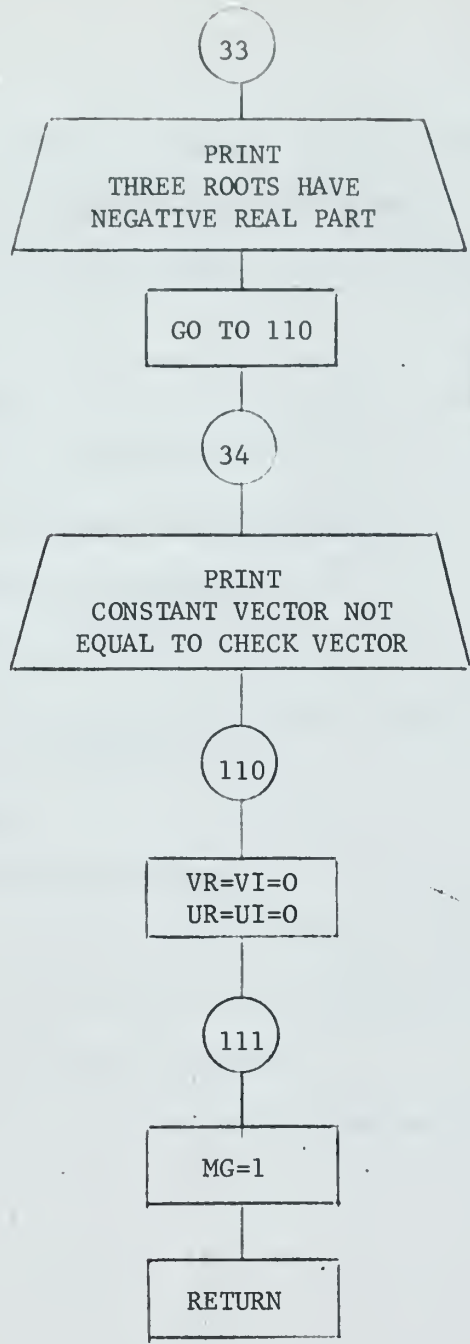 33
PRINT
THREE ROOTS HAVE
NEGATIVE REAL PART
GO TO 110
34
PRINT
CONSTANT VECTOR NOT
EQUAL TO CHECK VECTOR
110
VR=VI=0
UR=UI=0
111
MG=1
RETURN